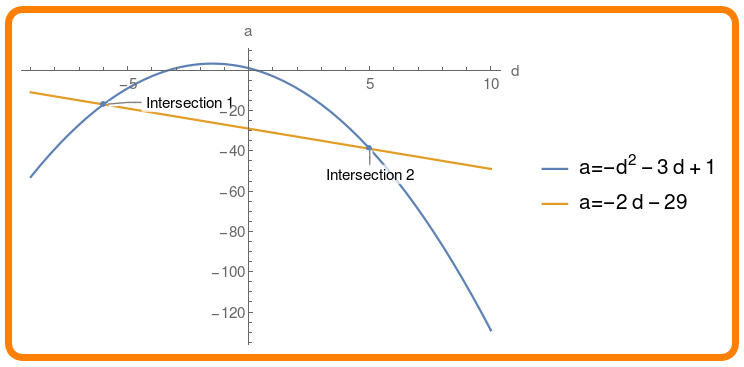 a
d
−5
5
10
Intersection 1
−20
−40
Intersection 2
−60
−80
−100
−120
a=−d² − 3 d + 1
a=−2 d − 29